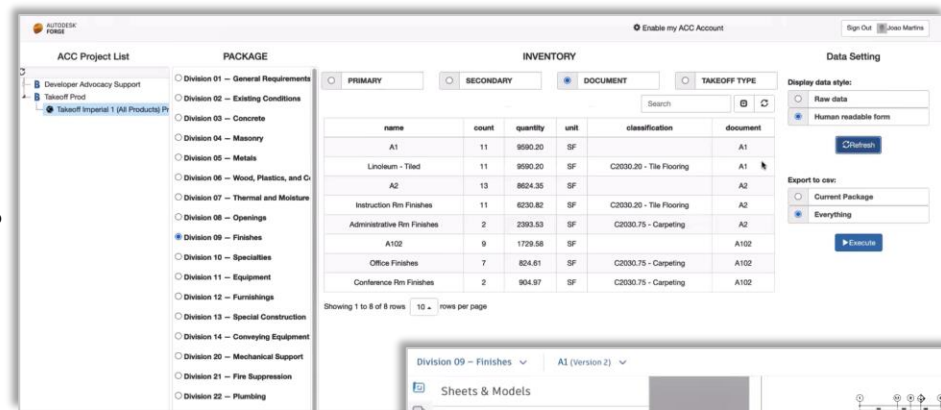 AUTODESK
FORGE
Enable my ACC Account
Sign Out Joao Martins
ACC Project List
Developer Advocacy Support
Takeoff Prod
Takeoff Imperial 1 (All Products) Pr
PACKAGE
Division 01 — General Requirements
Division 02 — Existing Conditions
Division 03 — Concrete
Division 04 — Masonry
Division 05 — Metals
Division 06 — Wood, Plastics, and Co
Division 07 — Thermal and Moisture
Division 08 — Openings
Division 09 — Finishes
Division 10 — Specialties
Division 11 — Equipment
Division 12 — Furnishings
Division 13 — Special Construction
Division 14 — Conveying Equipment
Division 20 — Mechanical Support
Division 21 — Fire Suppression
Division 22 — Plumbing
INVENTORY
PRIMARY SECONDARY DOCUMENT TAKEOFF TYPE
Search
name count quantity unit classification document
A1 11 9590.20 SF A1
Linoleum - Tiled 11 9590.20 SF C2030.20 - Tile Flooring A1
A2 13 8624.35 SF A2
Instruction Rm Finishes 11 6230.82 SF C2030.20 - Tile Flooring A2
Administrative Rm Finishes 2 2393.53 SF C2030.75 - Carpeting A2
A102 9 1729.58 SF A102
Office Finishes 7 824.61 SF C2030.75 - Carpeting A102
Conference Rm Finishes 2 904.97 SF C2030.75 - Carpeting A102
Showing 1 to 8 of 8 rows 10 rows per page
Data Setting
Display data style:
Raw data
Human readable form
Refresh
Export to csv:
Current Package
Everything
Execute
Division 09 – Finishes A1 (Version 2)
Sheets & Models